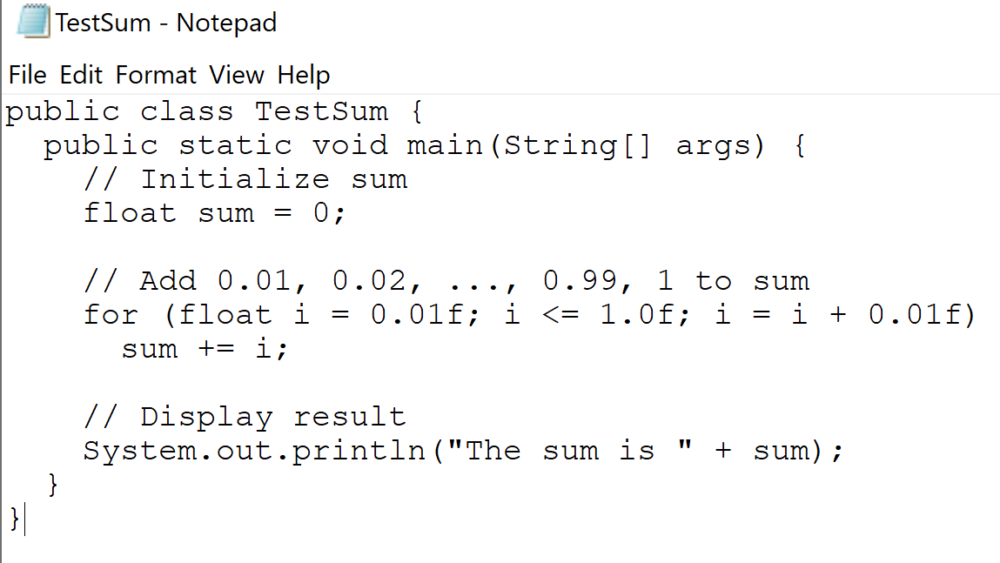 TestSum - Notepad
File Edit Format View Help
public class TestSum {
  public static void main(String[] args) {
    // Initialize sum
    float sum = 0;

    // Add 0.01, 0.02, ..., 0.99, 1 to sum
    for (float i = 0.01f; i <= 1.0f; i = i + 0.01f)
      sum += i;

    // Display result
    System.out.println("The sum is " + sum);
  }
}